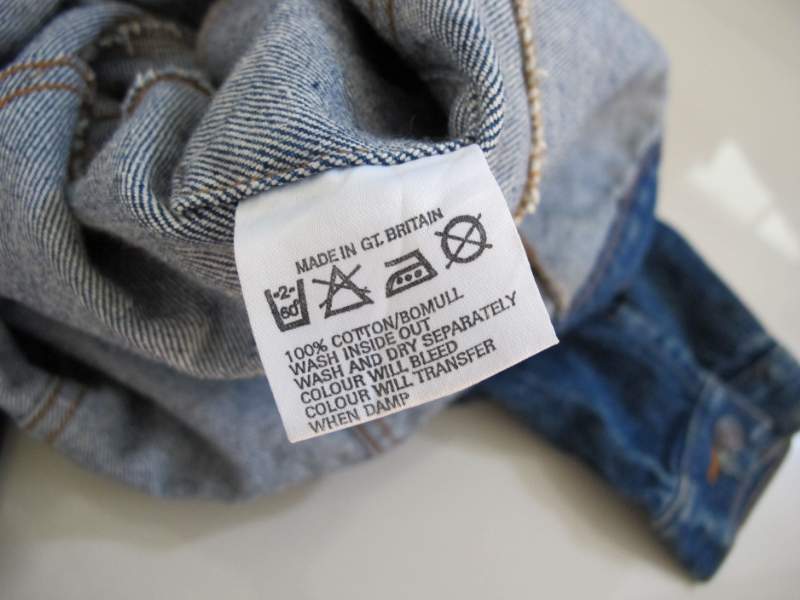 MADE IN GT. BRITAIN
-2-
60°
100% COTTON/BOMULL
WASH INSIDE OUT
WASH AND DRY SEPARATELY
COLOUR WILL BLEED
COLOUR WILL TRANSFER
WHEN DAMP